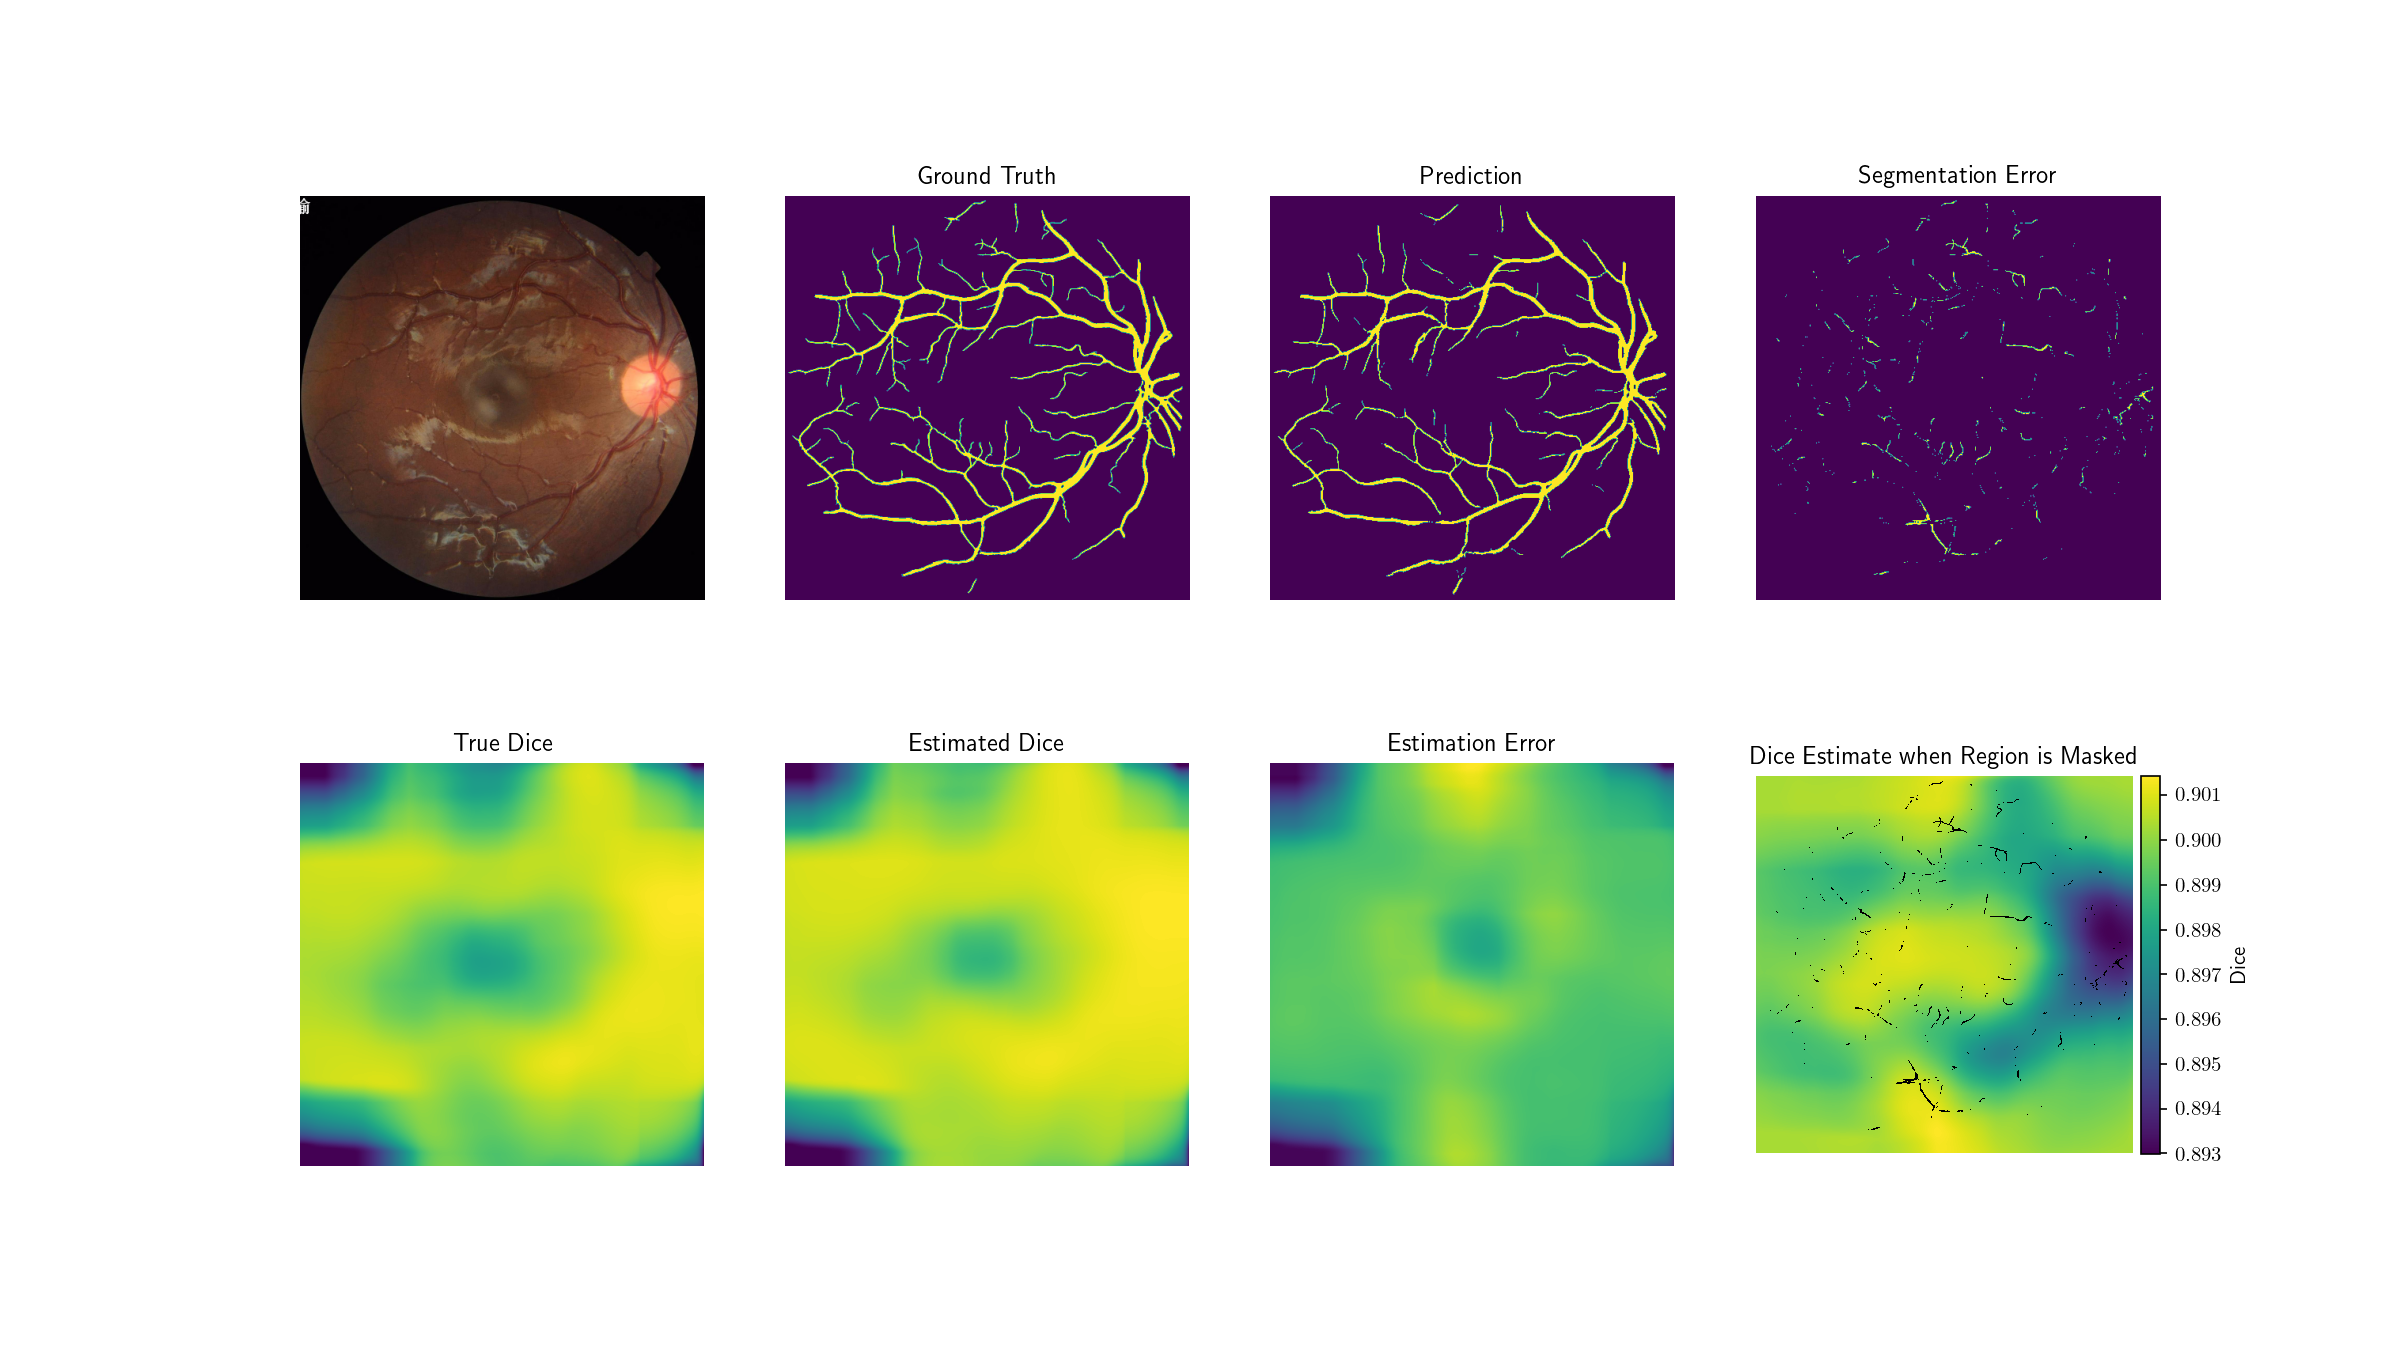 喻
Ground Truth
Prediction
Segmentation Error
True Dice
Estimated Dice
Estimation Error
Dice Estimate when Region is Masked
0.901
0.900
0.899
0.898
0.897
0.896
0.895
0.894
0.893
Dice